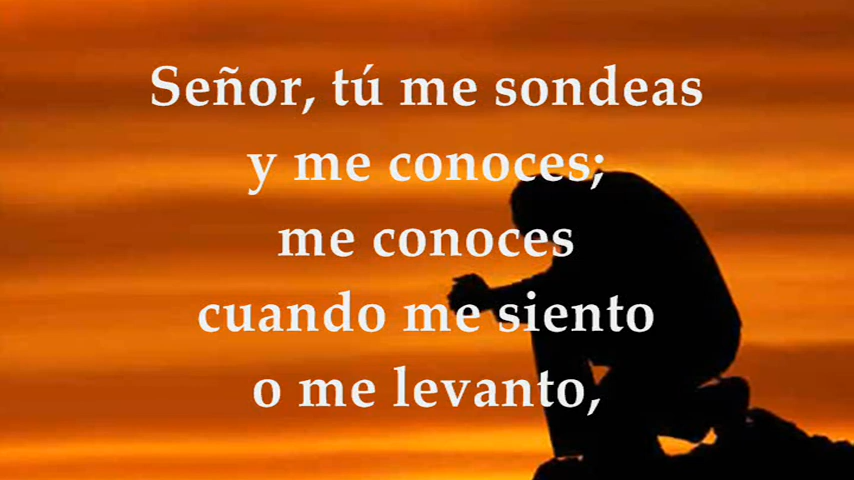 Señor, tú me sondeas
y me conoces;
me conoces
cuando me siento
o me levanto,